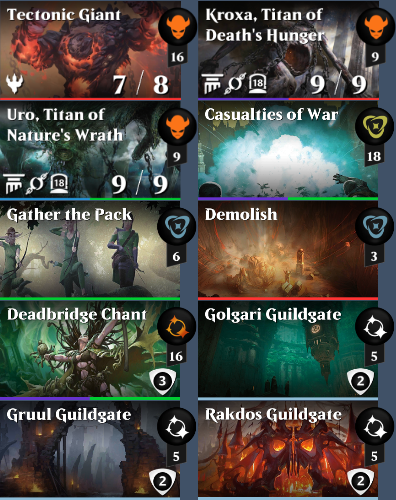 Tectonic Giant
16
7 / 8
Kroxa, Titan of
Death's Hunger
9
18
9 / 9
Uro, Titan of
Nature's Wrath
9
18
9 / 9
Casualties of War
18
Gather the Pack
6
Demolish
3
Deadbridge Chant
16
3
Golgari Guildgate
5
2
Gruul Guildgate
5
2
Rakdos Guildgate
5
2